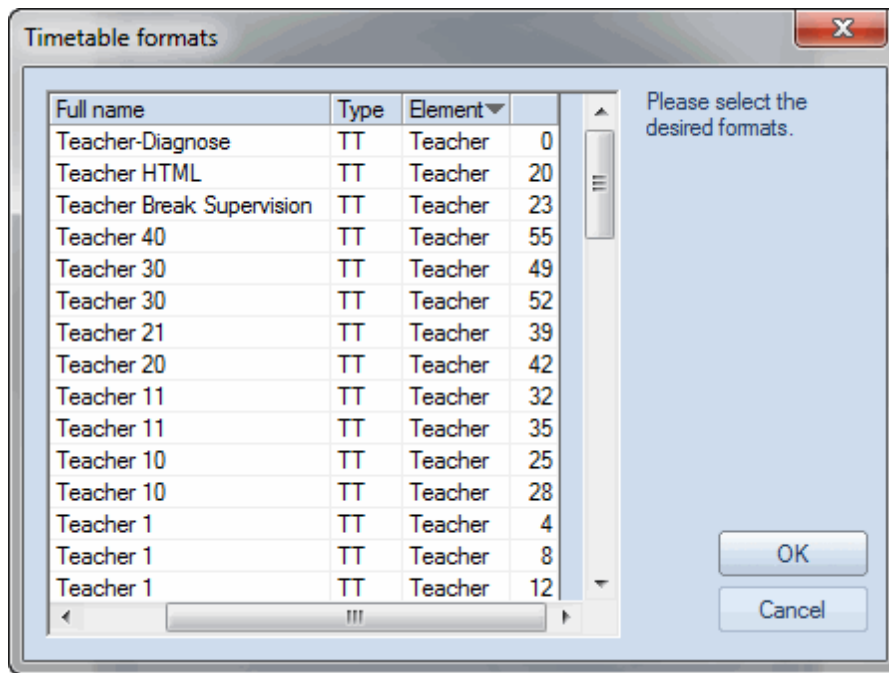 Timetable formats
Full name Type Element
Teacher-Diagnose TT Teacher 0
Teacher HTML TT Teacher 20
Teacher Break Supervision TT Teacher 23
Teacher 40 TT Teacher 55
Teacher 30 TT Teacher 49
Teacher 30 TT Teacher 52
Teacher 21 TT Teacher 39
Teacher 20 TT Teacher 42
Teacher 11 TT Teacher 32
Teacher 11 TT Teacher 35
Teacher 10 TT Teacher 25
Teacher 10 TT Teacher 28
Teacher 1 TT Teacher 4
Teacher 1 TT Teacher 8
Teacher 1 TT Teacher 12
Please select the
desired formats.
OK
Cancel